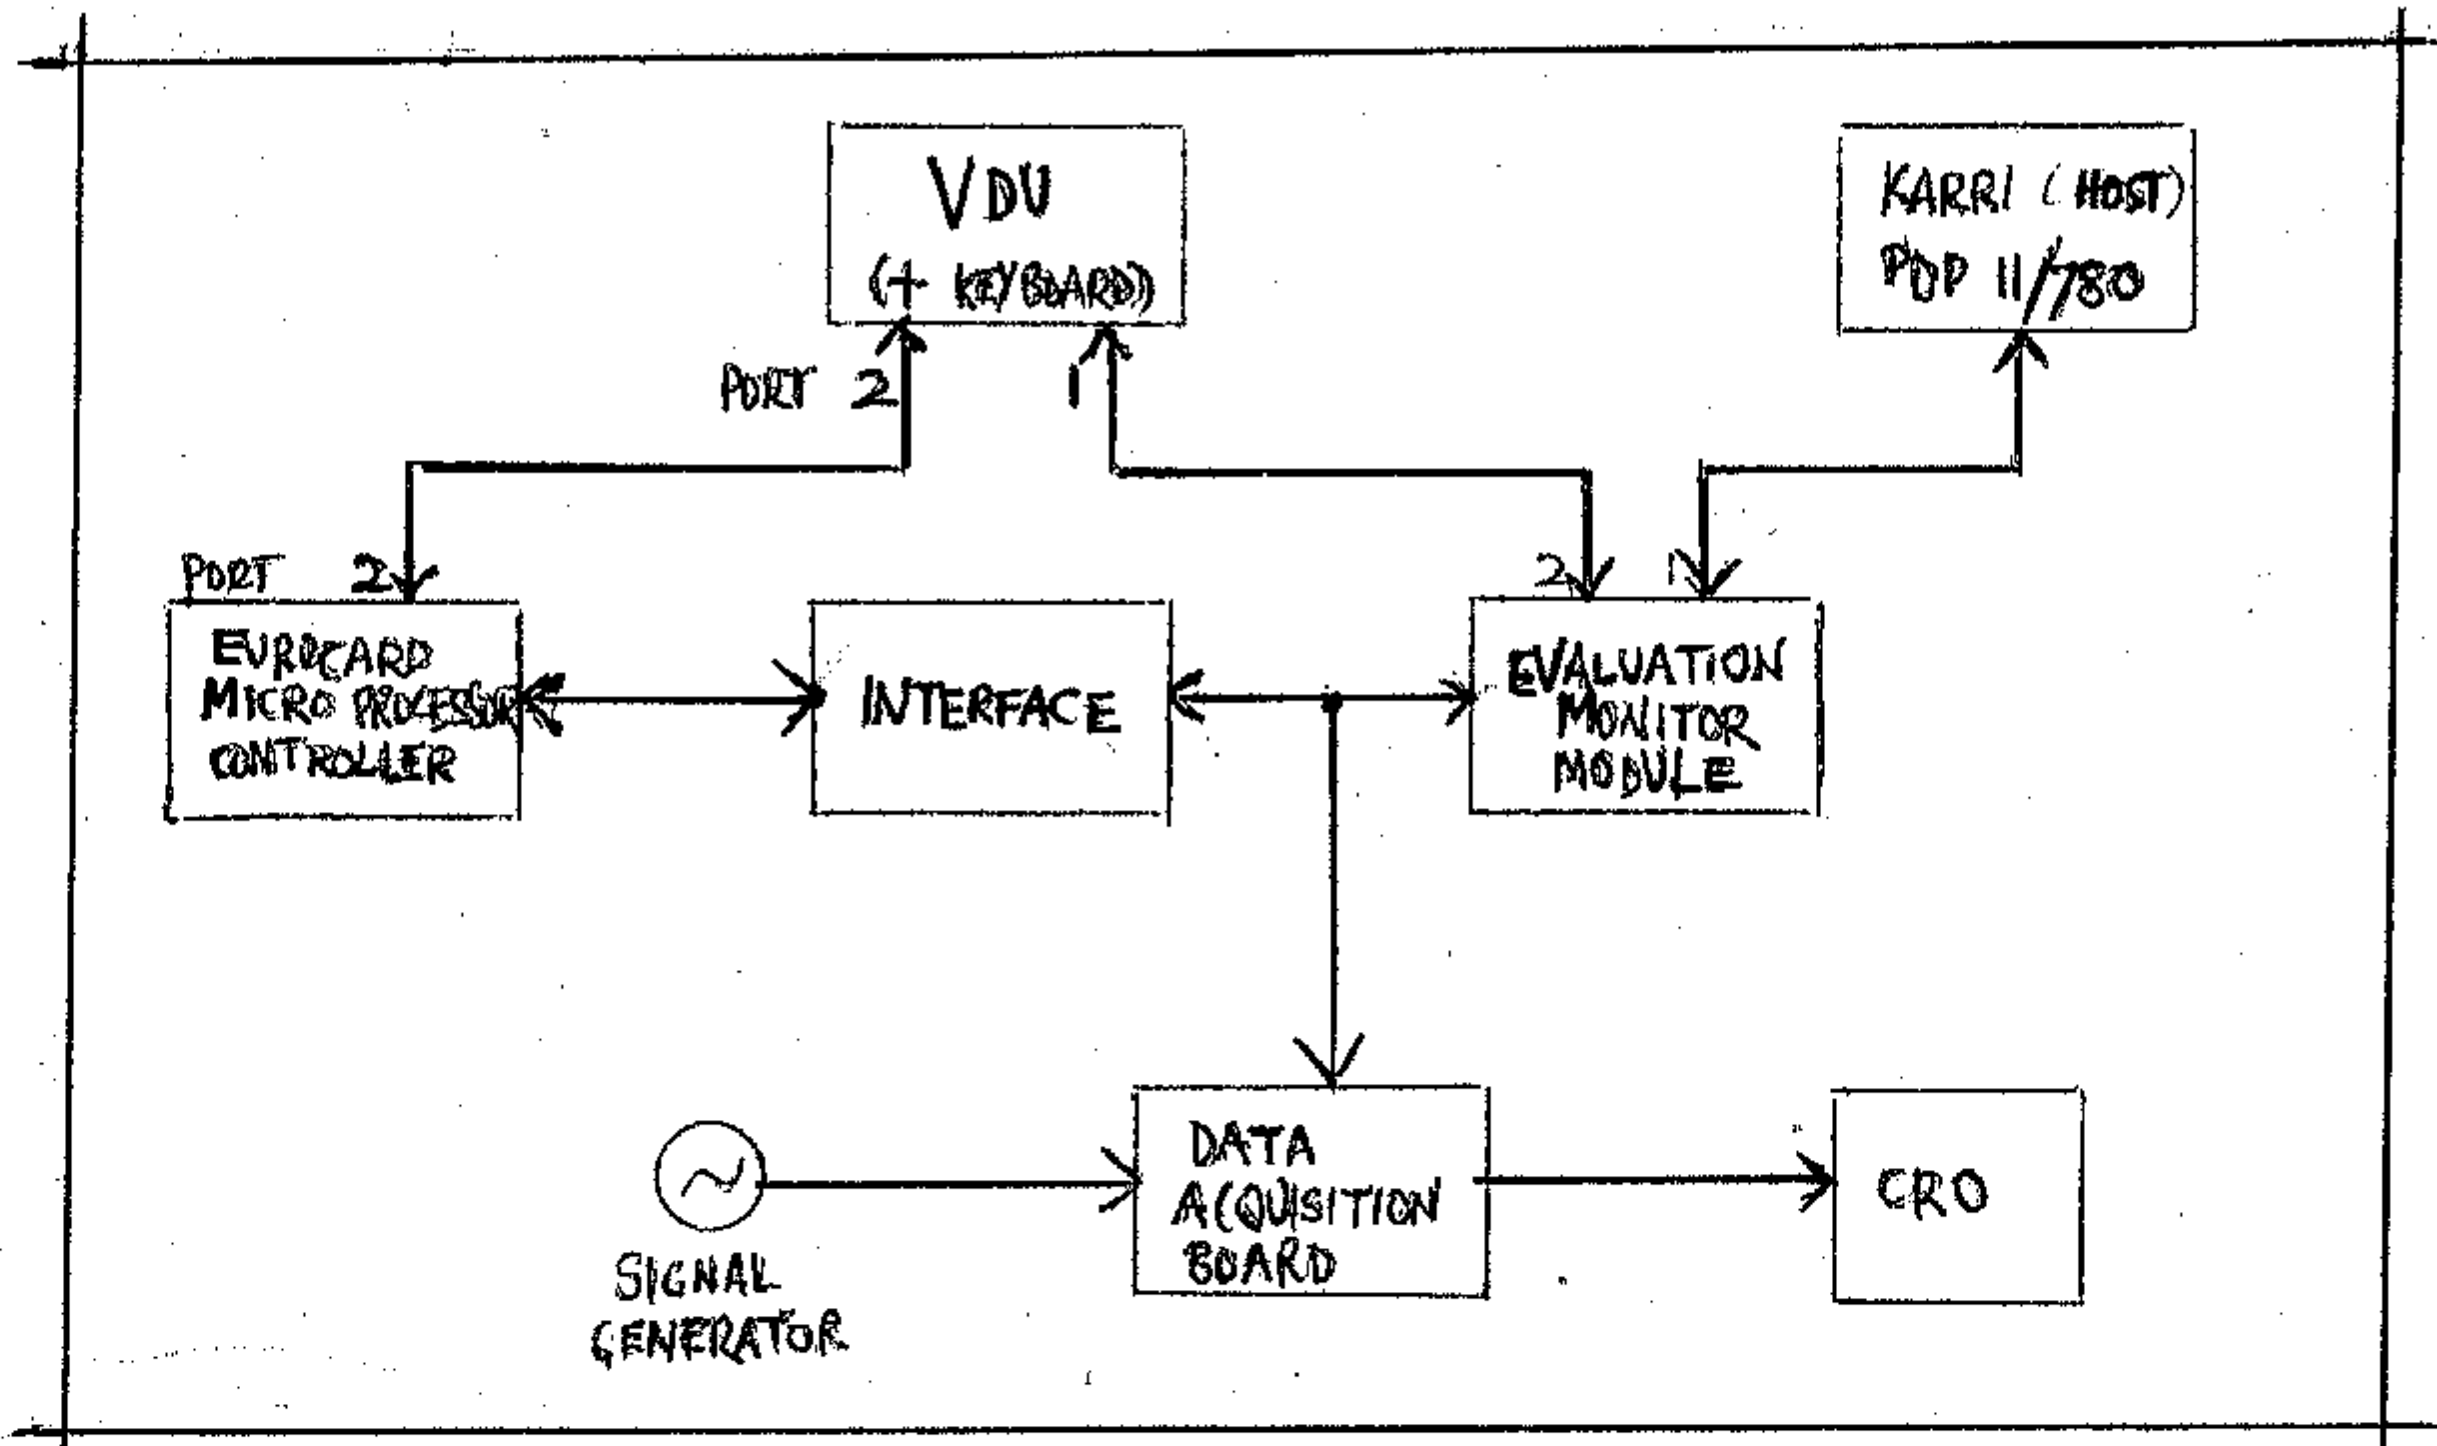 VDU
(+ KEYBOARD)
KARRI (HOST)
PDP 11/780
PORT 2
1
PORT 2
2
1
EUROCARD
MICRO PROCESSOR
CONTROLLER
INTERFACE
EVALUATION
MONITOR
MODULE
DATA
ACQUISITION
BOARD
CRO
SIGNAL
GENERATOR